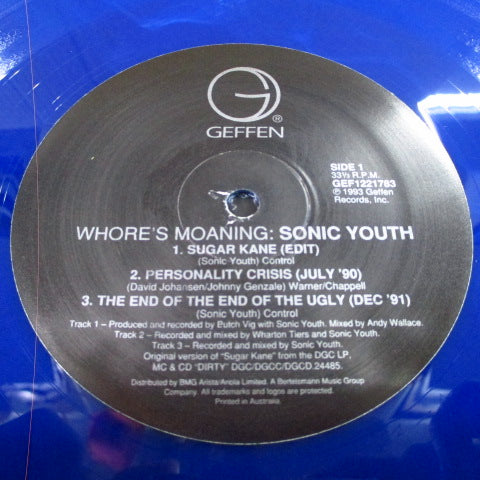 G
®
GEFFEN
SIDE 1
33⅓ R.P.M.
GEF1221783
℗ 1993 Geffen
Records, Inc.
WHORE'S MOANING: SONIC YOUTH
1. SUGAR KANE (EDIT)
(Sonic Youth) Control
2. PERSONALITY CRISIS (JULY '90)
(David Johansen/Johnny Genzale) Warner/Chappell
3. THE END OF THE END OF THE UGLY (DEC '91)
(Sonic Youth) Control
Track 1 – Produced and recorded by Butch Vig with Sonic Youth. Mixed by Andy Wallace.
Track 2 – Recorded and mixed by Wharton Tiers and Sonic Youth.
Track 3 – Recorded and mixed by Sonic Youth.
Original version of "Sugar Kane" from the DGC LP,
MC & CD 'DIRTY' DGC/DGCC/DGCD.24485.
Distributed by BMG Arista/Ariola Limited. A Bertelsmann Music Group
Company. All trademarks and logos are protected.
Printed in Australia.